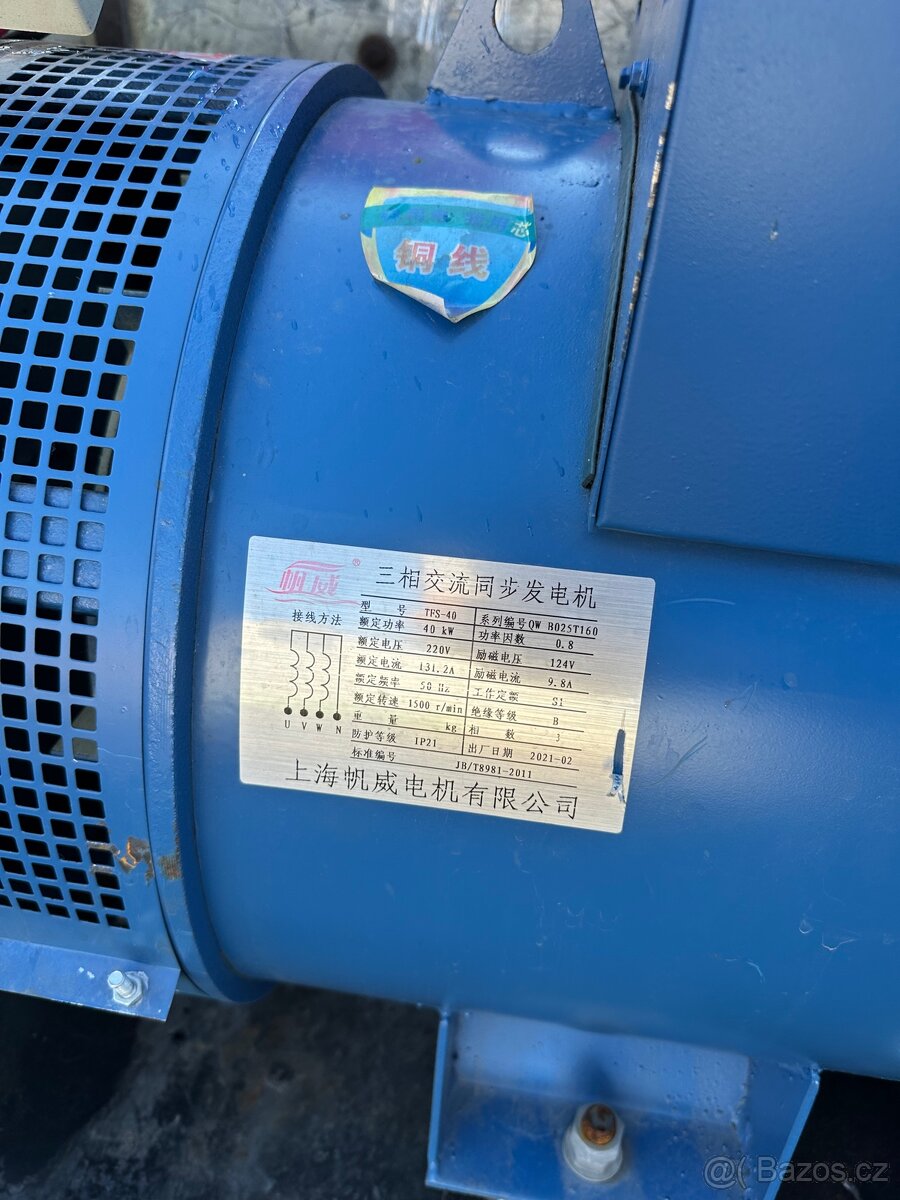 芯
铜线
帆威 ® 三相交流同步发电机
接线方法
型号 TFS-40 系列编号QW B025T160
额定功率 40 kW 功率因数 0.8
额定电压 220V 励磁电压 124V
额定电流 131.2A 励磁电流 9.8A
额定频率 50 Hz 工作定额 S1
额定转速 1500 r/min 绝缘等级 B
重量 kg 相数 3
防护等级 IP21 出厂日期 2021-02
标准编号 JB/T8981-2011
U V W N
上海帆威电机有限公司
@( Bazos.cz